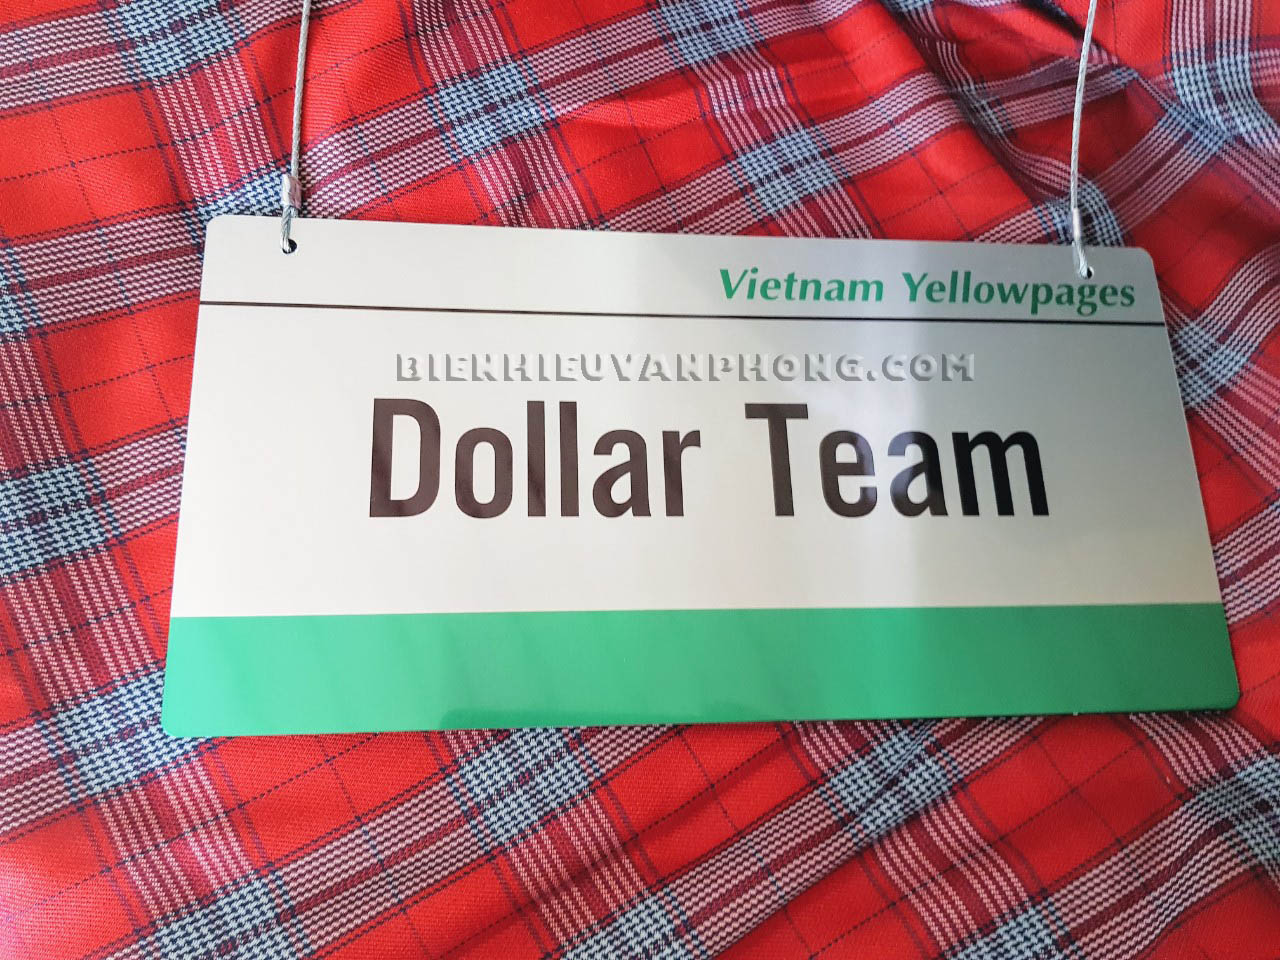 Vietnam Yellowpages
BIENHIEUVANPHONG.COM
Dollar Team